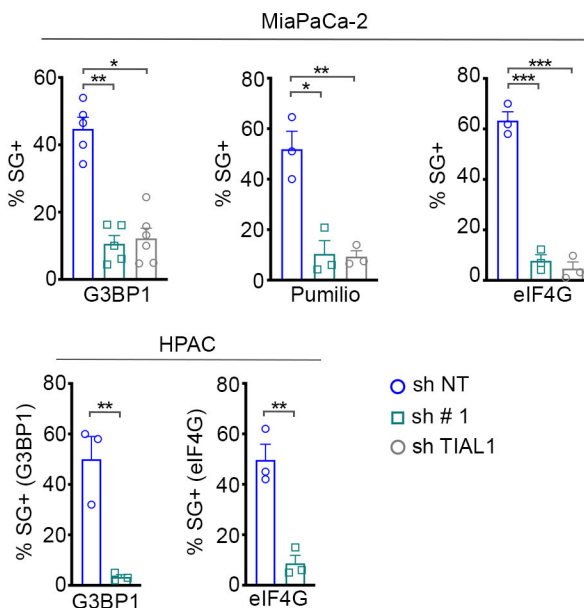 MiaPaCa-2
*
**
60
40
20
0
% SG+
G3BP1
**
*
80
60
40
20
0
% SG+
Pumilio
***
***
80
60
40
20
0
% SG+
eIF4G
HPAC
**
80
60
40
20
0
% SG+ (G3BP1)
G3BP1
**
80
60
40
20
0
% SG+ (eIF4G)
eIF4G
sh NT
sh # 1
sh TIAL1